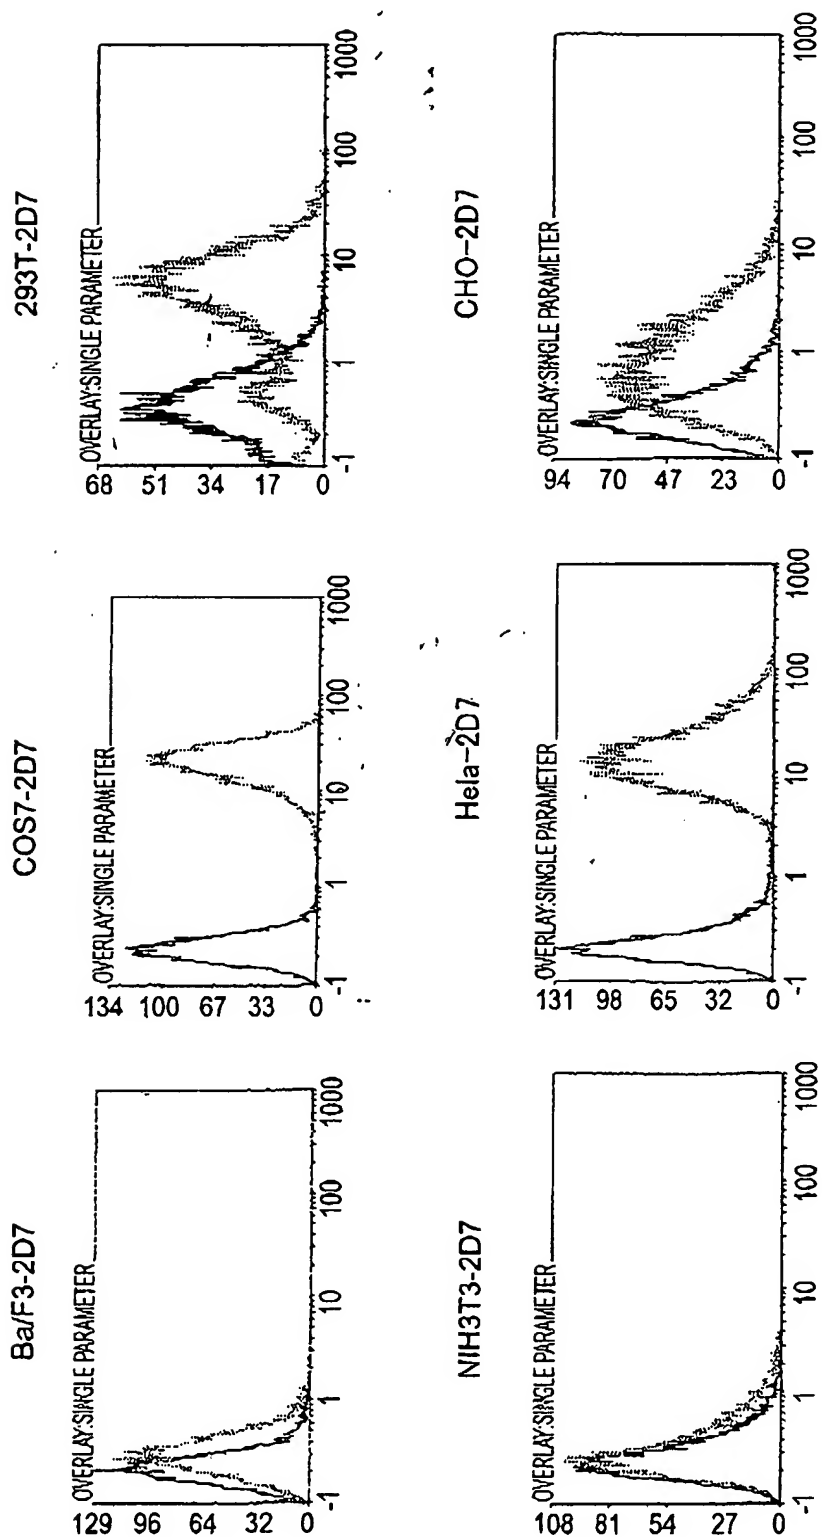 Ba/F3-2D7
OVERLAY:SINGLE PARAMETER
129 96 64 32 0
-1 1 10 100 1000
COS7-2D7
OVERLAY:SINGLE PARAMETER
134 100 67 33 0
-1 1 10 100 1000
293T-2D7
OVERLAY:SINGLE PARAMETER
68 51 34 17 0
-1 1 10 100 1000
NIH3T3-2D7
OVERLAY:SINGLE PARAMETER
108 81 54 27 0
-1 1 10 100 1000
Hela-2D7
OVERLAY:SINGLE PARAMETER
131 98 65 32 0
-1 1 10 100 1000
CHO-2D7
OVERLAY:SINGLE PARAMETER
94 70 47 23 0
-1 1 10 100 1000